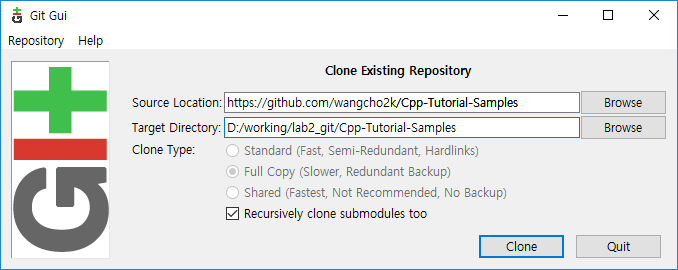 Git Gui
Repository Help
Clone Existing Repository
Source Location: https://github.com/wangcho2k/Cpp-Tutorial-Samples Browse
Target Directory: D:/working/lab2_git/Cpp-Tutorial-Samples Browse
Clone Type: Standard (Fast, Semi-Redundant, Hardlinks)
Full Copy (Slower, Redundant Backup)
Shared (Fastest, Not Recommended, No Backup)
Recursively clone submodules too
Clone Quit